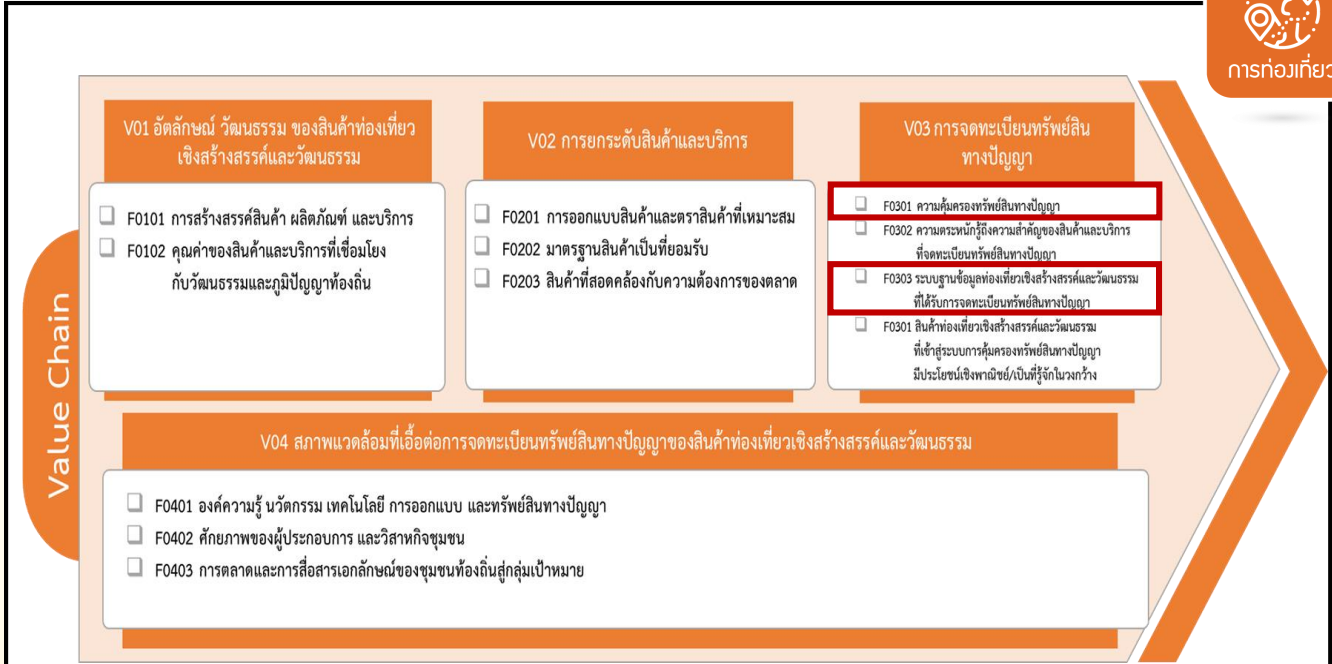 การท่องเที่ยว
V01 อัตลักษณ์ วัฒนธรรม ของสินค้าท่องเที่ยว
เชิงสร้างสรรค์และวัฒนธรรม
F0101 การสร้างสรรค์สินค้า ผลิตภัณฑ์ และบริการ
F0102 คุณค่าของสินค้าและบริการที่เชื่อมโยง
กับวัฒนธรรมและภูมิปัญญาท้องถิ่น
V02 การยกระดับสินค้าและบริการ
F0201 การออกแบบสินค้าและตราสินค้าที่เหมาะสม
F0202 มาตรฐานสินค้าเป็นที่ยอมรับ
F0203 สินค้าที่สอดคล้องกับความต้องการของตลาด
V03 การจดทะเบียนทรัพย์สิน
ทางปัญญา
F0301 ความคุ้มครองทรัพย์สินทางปัญญา
F0302 ความตระหนักรู้ถึงความสำคัญของสินค้าและบริการ
ที่จดทะเบียนทรัพย์สินทางปัญญา
F0303 ระบบฐานข้อมูลท่องเที่ยวเชิงสร้างสรรค์และวัฒนธรรม
ที่ได้รับการจดทะเบียนทรัพย์สินทางปัญญา
F0301 สินค้าท่องเที่ยวเชิงสร้างสรรค์และวัฒนธรรม
ที่เข้าสู่ระบบการคุ้มครองทรัพย์สินทางปัญญา
มีประโยชน์เชิงพาณิชย์/เป็นที่รู้จักในวงกว้าง
Value Chain
V04 สภาพแวดล้อมที่เอื้อต่อการจดทะเบียนทรัพย์สินทางปัญญาของสินค้าท่องเที่ยวเชิงสร้างสรรค์และวัฒนธรรม
F0401 องค์ความรู้ นวัตกรรม เทคโนโลยี การออกแบบ และทรัพย์สินทางปัญญา
F0402 ศักยภาพของผู้ประกอบการ และวิสาหกิจชุมชน
F0403 การตลาดและการสื่อสารเอกลักษณ์ของชุมชนท้องถิ่นสู่กลุ่มเป้าหมาย